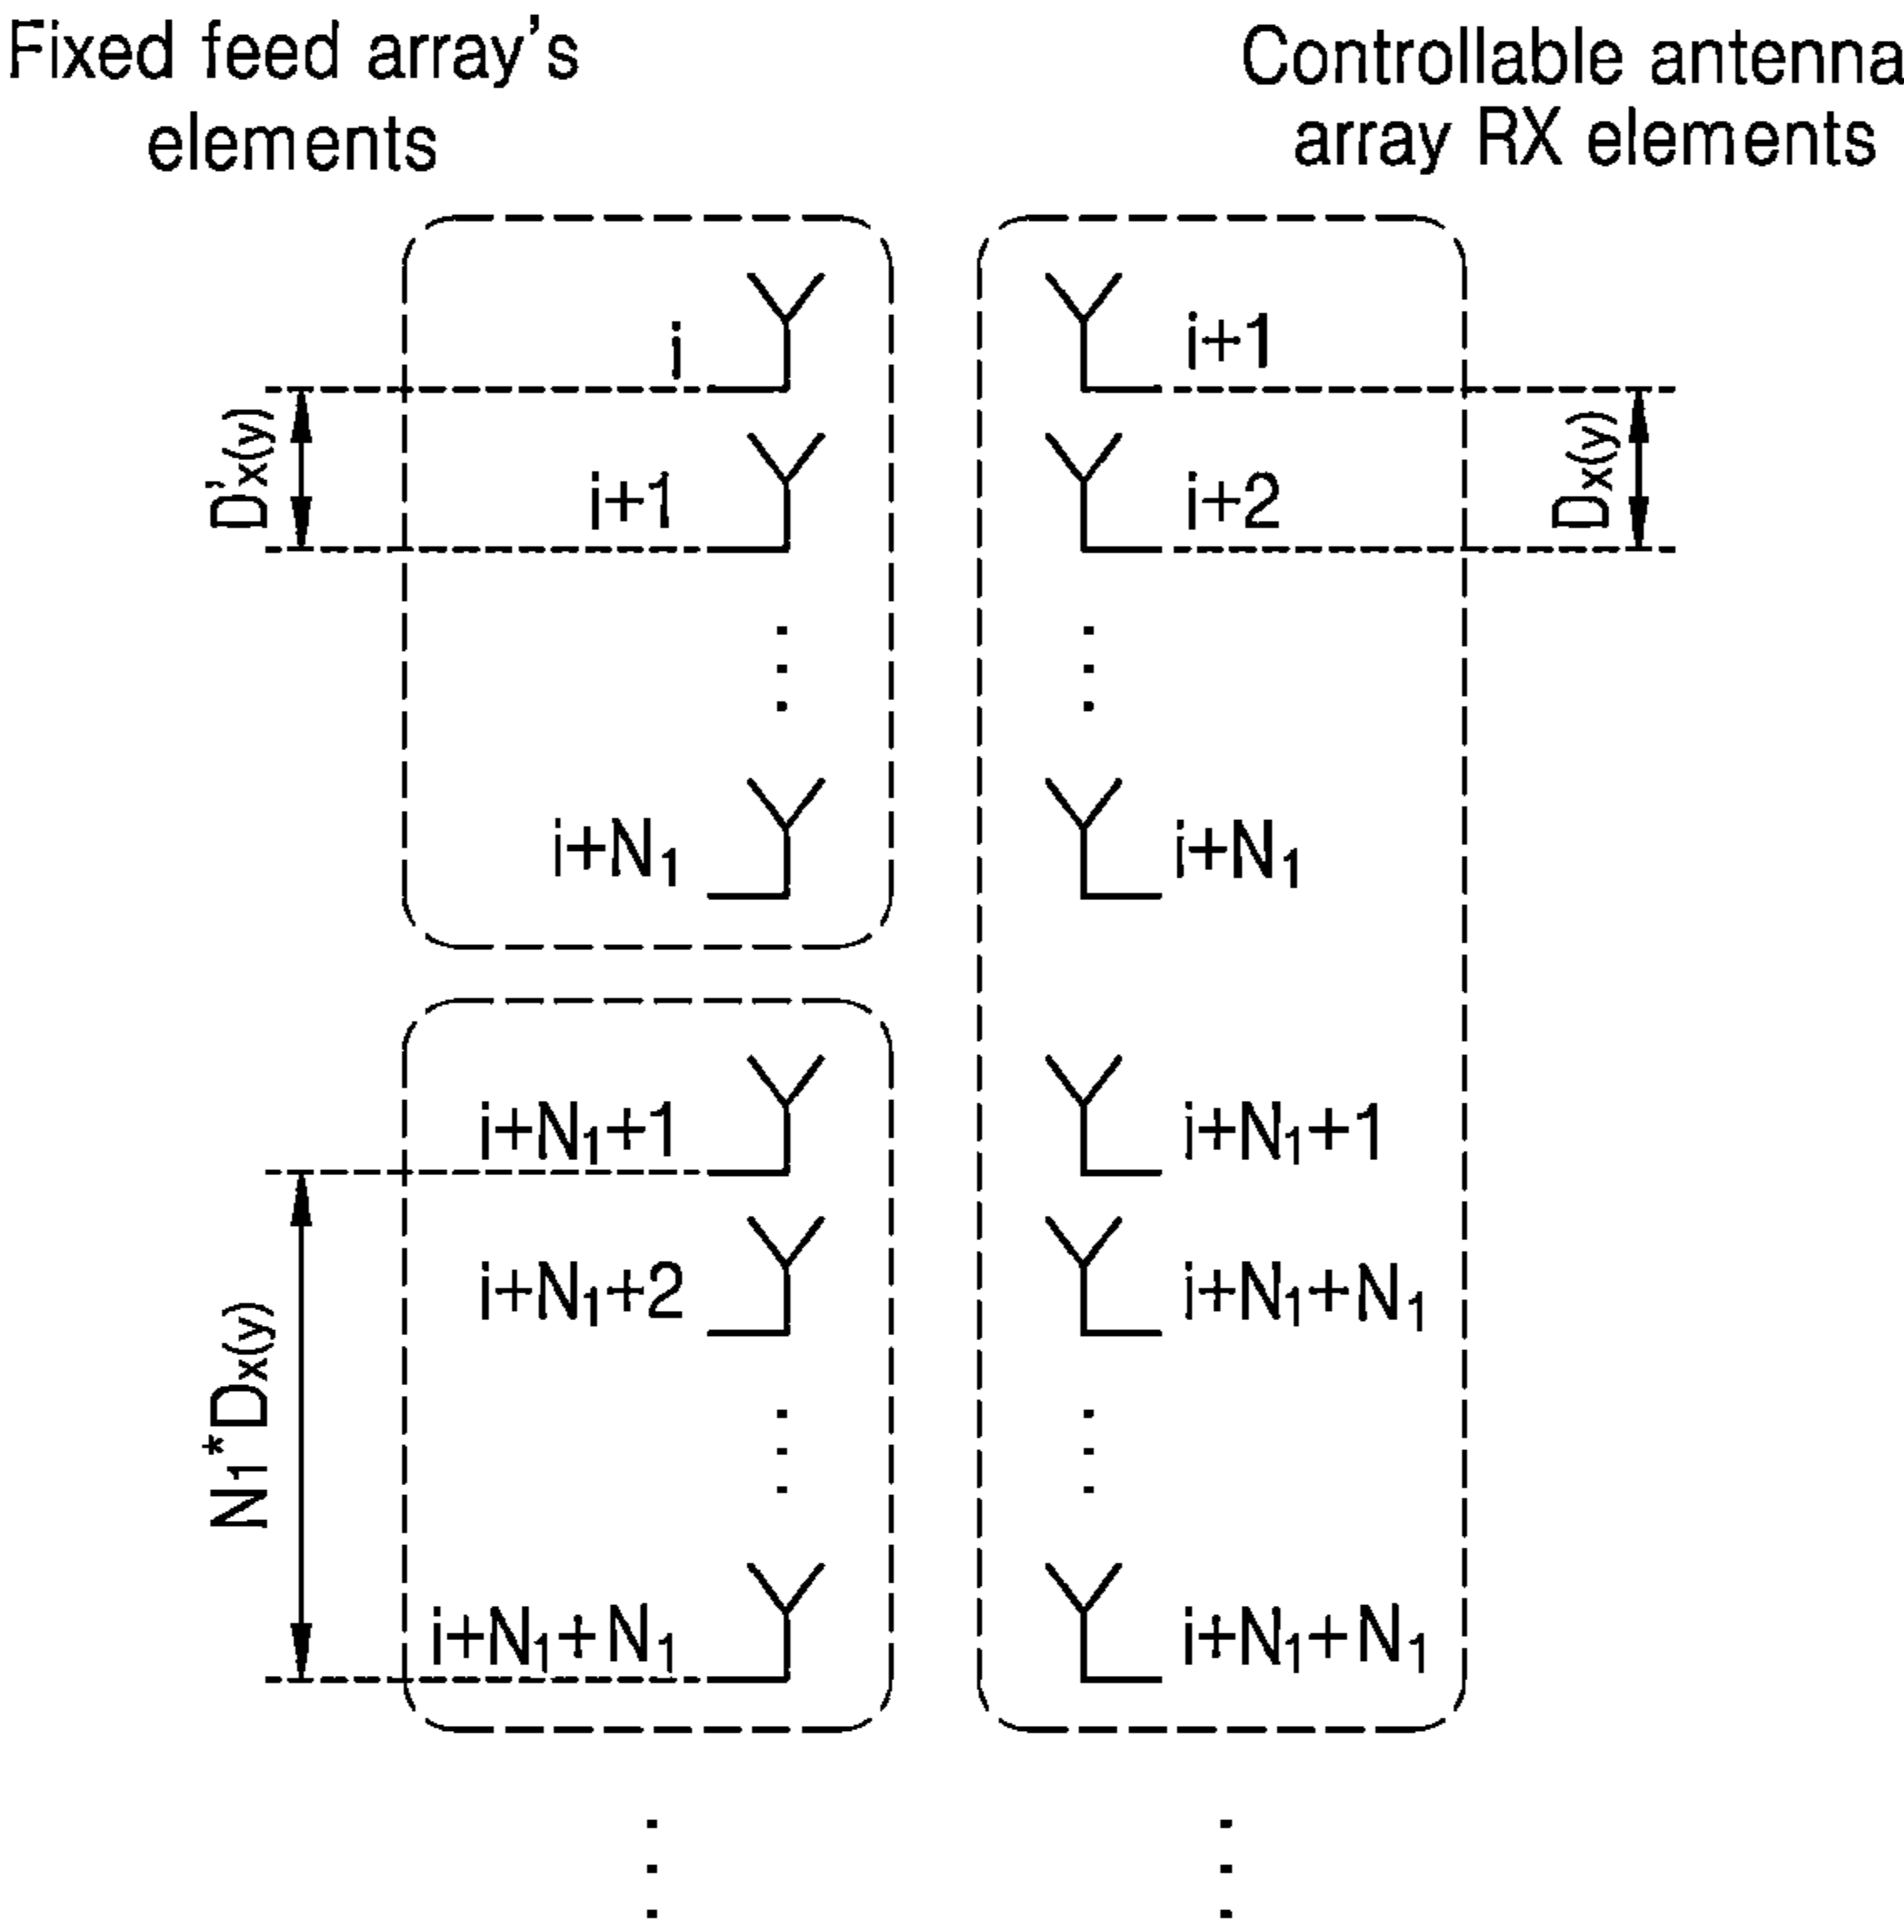 Fixed feed array's
elements
Controllable antenna
array RX elements
i
i+1
D'x(y)
Dx(y)
i+1
i+2
i+N1
i+N1
i+N1+1
i+N1+1
i+N1+2
i+N1+N1
N1*Dx(y)
i+N1+N1
i+N1+N1